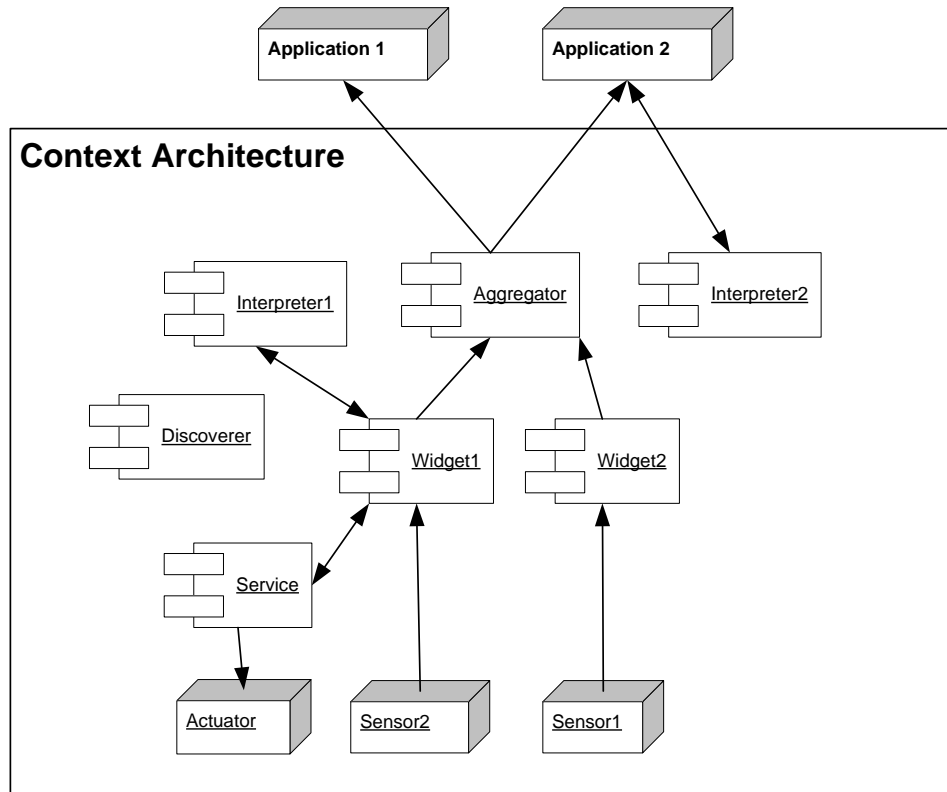 Application 1
Application 2
Context Architecture
Interpreter1
Aggregator
Interpreter2
Discoverer
Widget1
Widget2
Service
Actuator
Sensor2
Sensor1